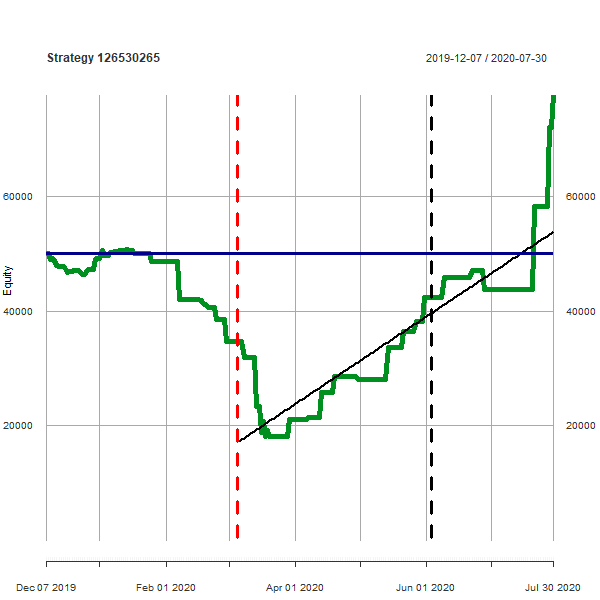 Strategy 126530265
2019-12-07 / 2020-07-30
60000
60000
Equity
40000
40000
20000
20000
Dec 07 2019
Feb 01 2020
Apr 01 2020
Jun 01 2020
Jul 30 2020